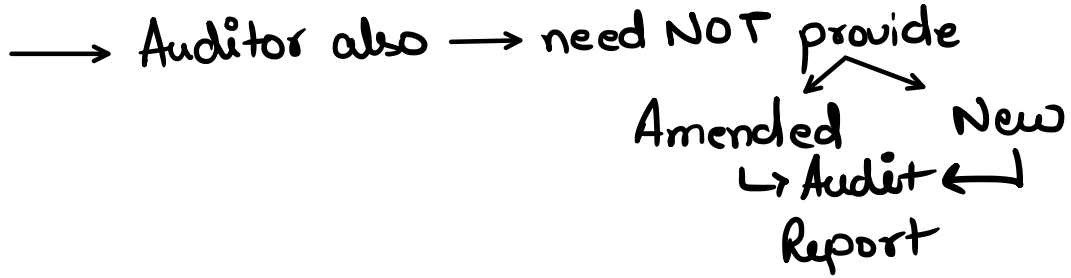 → Auditor also → need NOT provide
Amended New
↳ Audit ←
Report